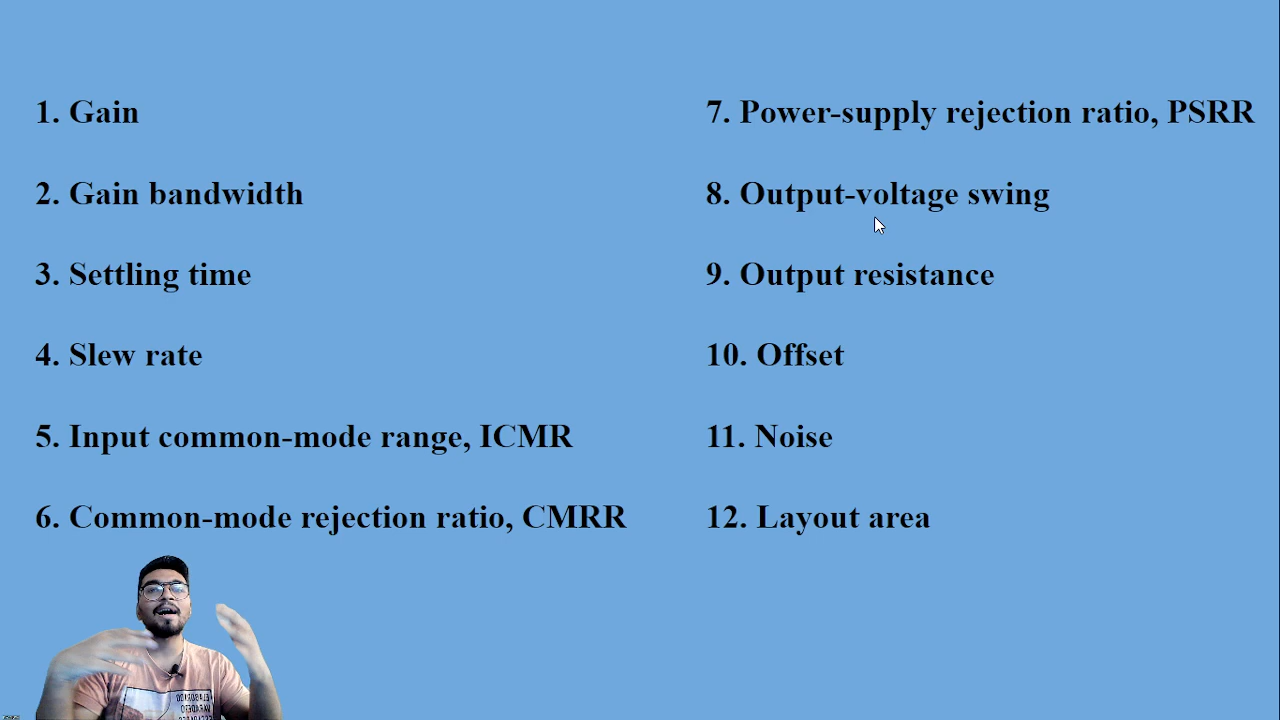 1. Gain
2. Gain bandwidth
3. Settling time
4. Slew rate
5. Input common-mode range, ICMR
6. Common-mode rejection ratio, CMRR
7. Power-supply rejection ratio, PSRR
8. Output-voltage swing
9. Output resistance
10. Offset
11. Noise
12. Layout area